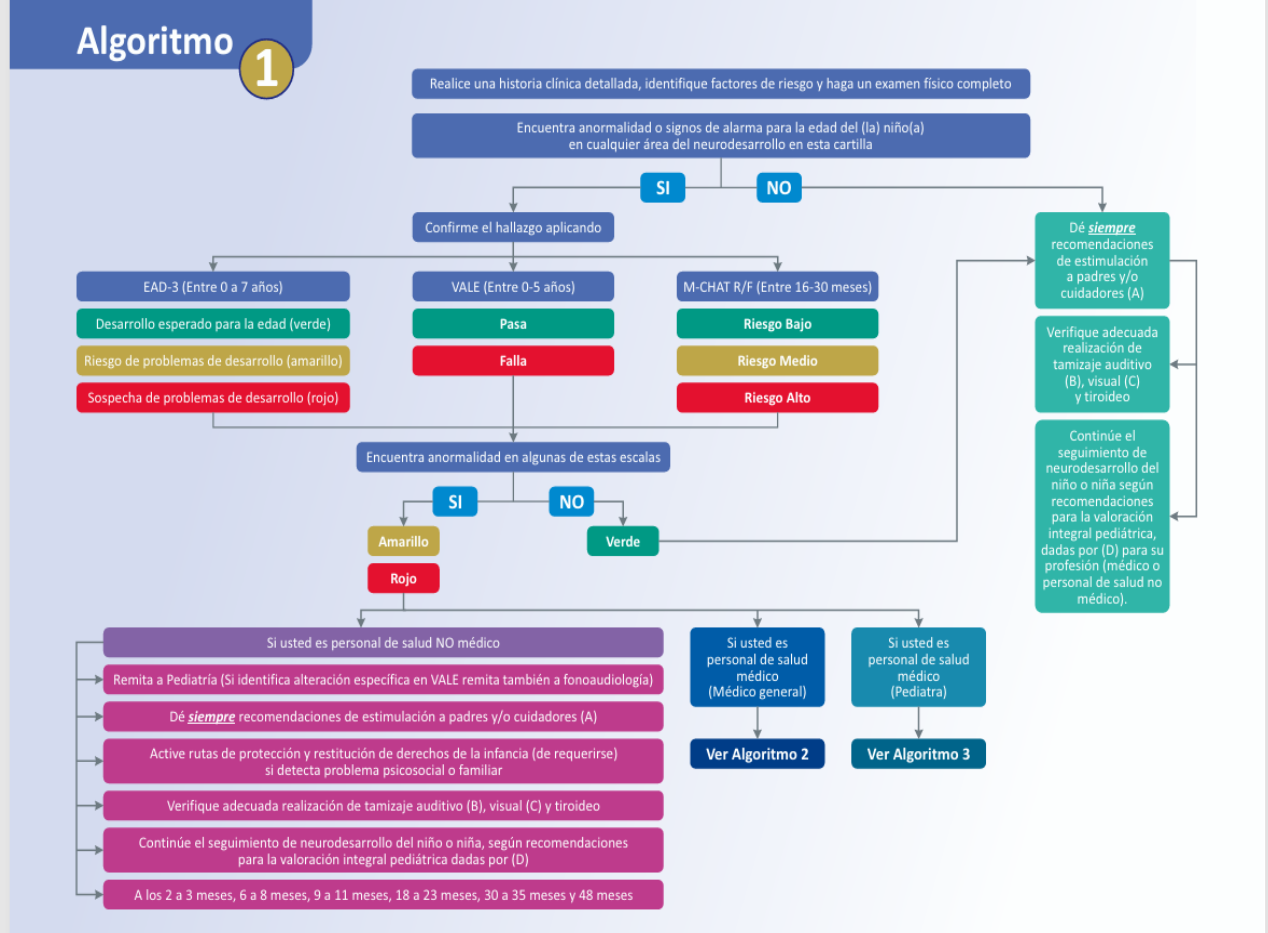 Algoritmo
1
Realice una historia clínica detallada, identifique factores de riesgo y haga un examen físico completo
Encuentra anormalidad o signos de alarma para la edad del (la) niño(a)
en cualquier área del neurodesarrollo en esta cartilla
SI
NO
Confirme el hallazgo aplicando
EAD-3 (Entre 0 a 7 años)
Desarrollo esperado para la edad (verde)
Riesgo de problemas de desarrollo (amarillo)
Sospecha de problemas de desarrollo (rojo)
VALE (Entre 0-5 años)
Pasa
Falla
M-CHAT R/F (Entre 16-30 meses)
Riesgo Bajo
Riesgo Medio
Riesgo Alto
Dé siempre
recomendaciones
de estimulación
a padres y/o
cuidadores (A)
Verifique adecuada
realización de
tamizaje auditivo
(B), visual (C)
y tiroideo
Continúe el
seguimiento de
neurodesarrollo del
niño o niña según
recomendaciones
para la valoración
integral pediátrica,
dadas por (D) para su
profesión (médico o
personal de salud no
médico).
Encuentra anormalidad en algunas de estas escalas
SI
NO
Amarillo
Rojo
Verde
Si usted es personal de salud NO médico
Remita a Pediatría (Si identifica alteración específica en VALE remita también a fonoaudiología)
Dé siempre recomendaciones de estimulación a padres y/o cuidadores (A)
Active rutas de protección y restitución de derechos de la infancia (de requerirse)
si detecta problema psicosocial o familiar
Verifique adecuada realización de tamizaje auditivo (B), visual (C) y tiroideo
Continúe el seguimiento de neurodesarrollo del niño o niña, según recomendaciones
para la valoración integral pediátrica dadas por (D)
A los 2 a 3 meses, 6 a 8 meses, 9 a 11 meses, 18 a 23 meses, 30 a 35 meses y 48 meses
Si usted es
personal de salud
médico
(Médico general)
Ver Algoritmo 2
Si usted es
personal de salud
médico
(Pediatra)
Ver Algoritmo 3